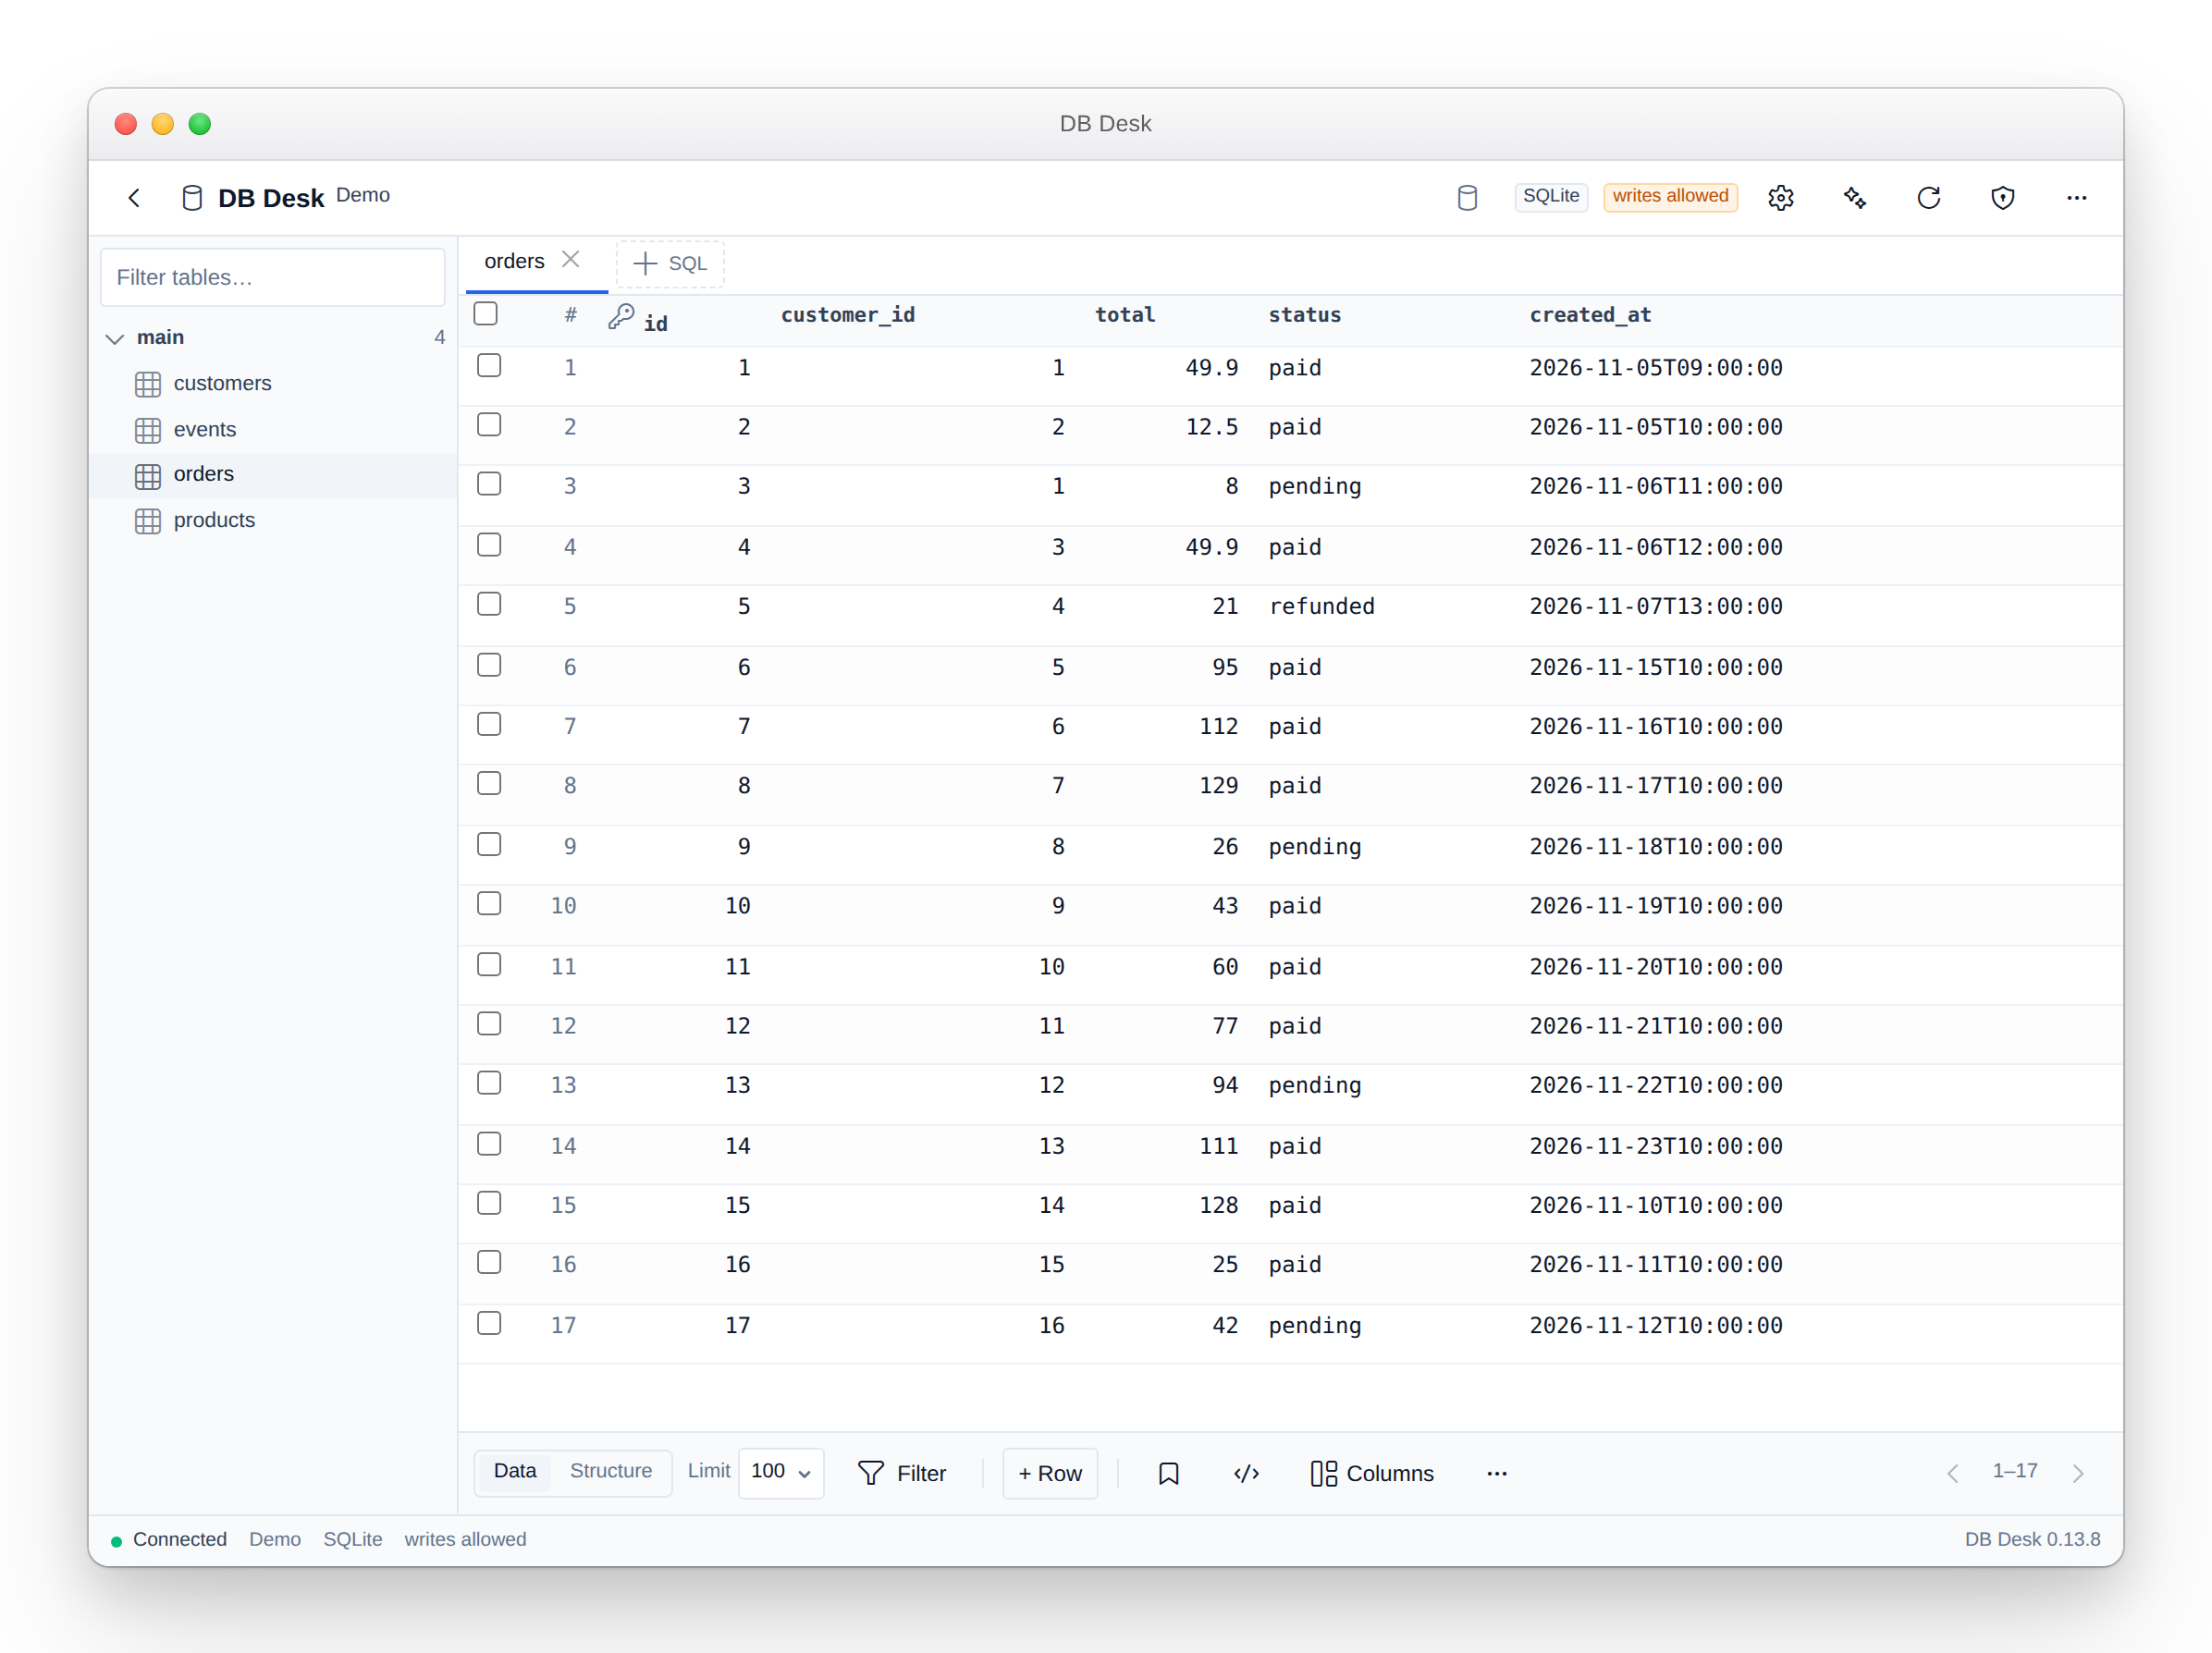 DB Desk
DB Desk Demo SQLite writes allowed
Filter tables…
main 4
customers
events
orders
products
orders SQL
# id customer_id total status created_at
1 1 1 49.9 paid 2026-11-05T09:00:00
2 2 2 12.5 paid 2026-11-05T10:00:00
3 3 1 8 pending 2026-11-06T11:00:00
4 4 3 49.9 paid 2026-11-06T12:00:00
5 5 4 21 refunded 2026-11-07T13:00:00
6 6 5 95 paid 2026-11-15T10:00:00
7 7 6 112 paid 2026-11-16T10:00:00
8 8 7 129 paid 2026-11-17T10:00:00
9 9 8 26 pending 2026-11-18T10:00:00
10 10 9 43 paid 2026-11-19T10:00:00
11 11 10 60 paid 2026-11-20T10:00:00
12 12 11 77 paid 2026-11-21T10:00:00
13 13 12 94 pending 2026-11-22T10:00:00
14 14 13 111 paid 2026-11-23T10:00:00
15 15 14 128 paid 2026-11-10T10:00:00
16 16 15 25 paid 2026-11-11T10:00:00
17 17 16 42 pending 2026-11-12T10:00:00
Data Structure Limit 100 Filter + Row Columns 1–17
Connected Demo SQLite writes allowed DB Desk 0.13.8